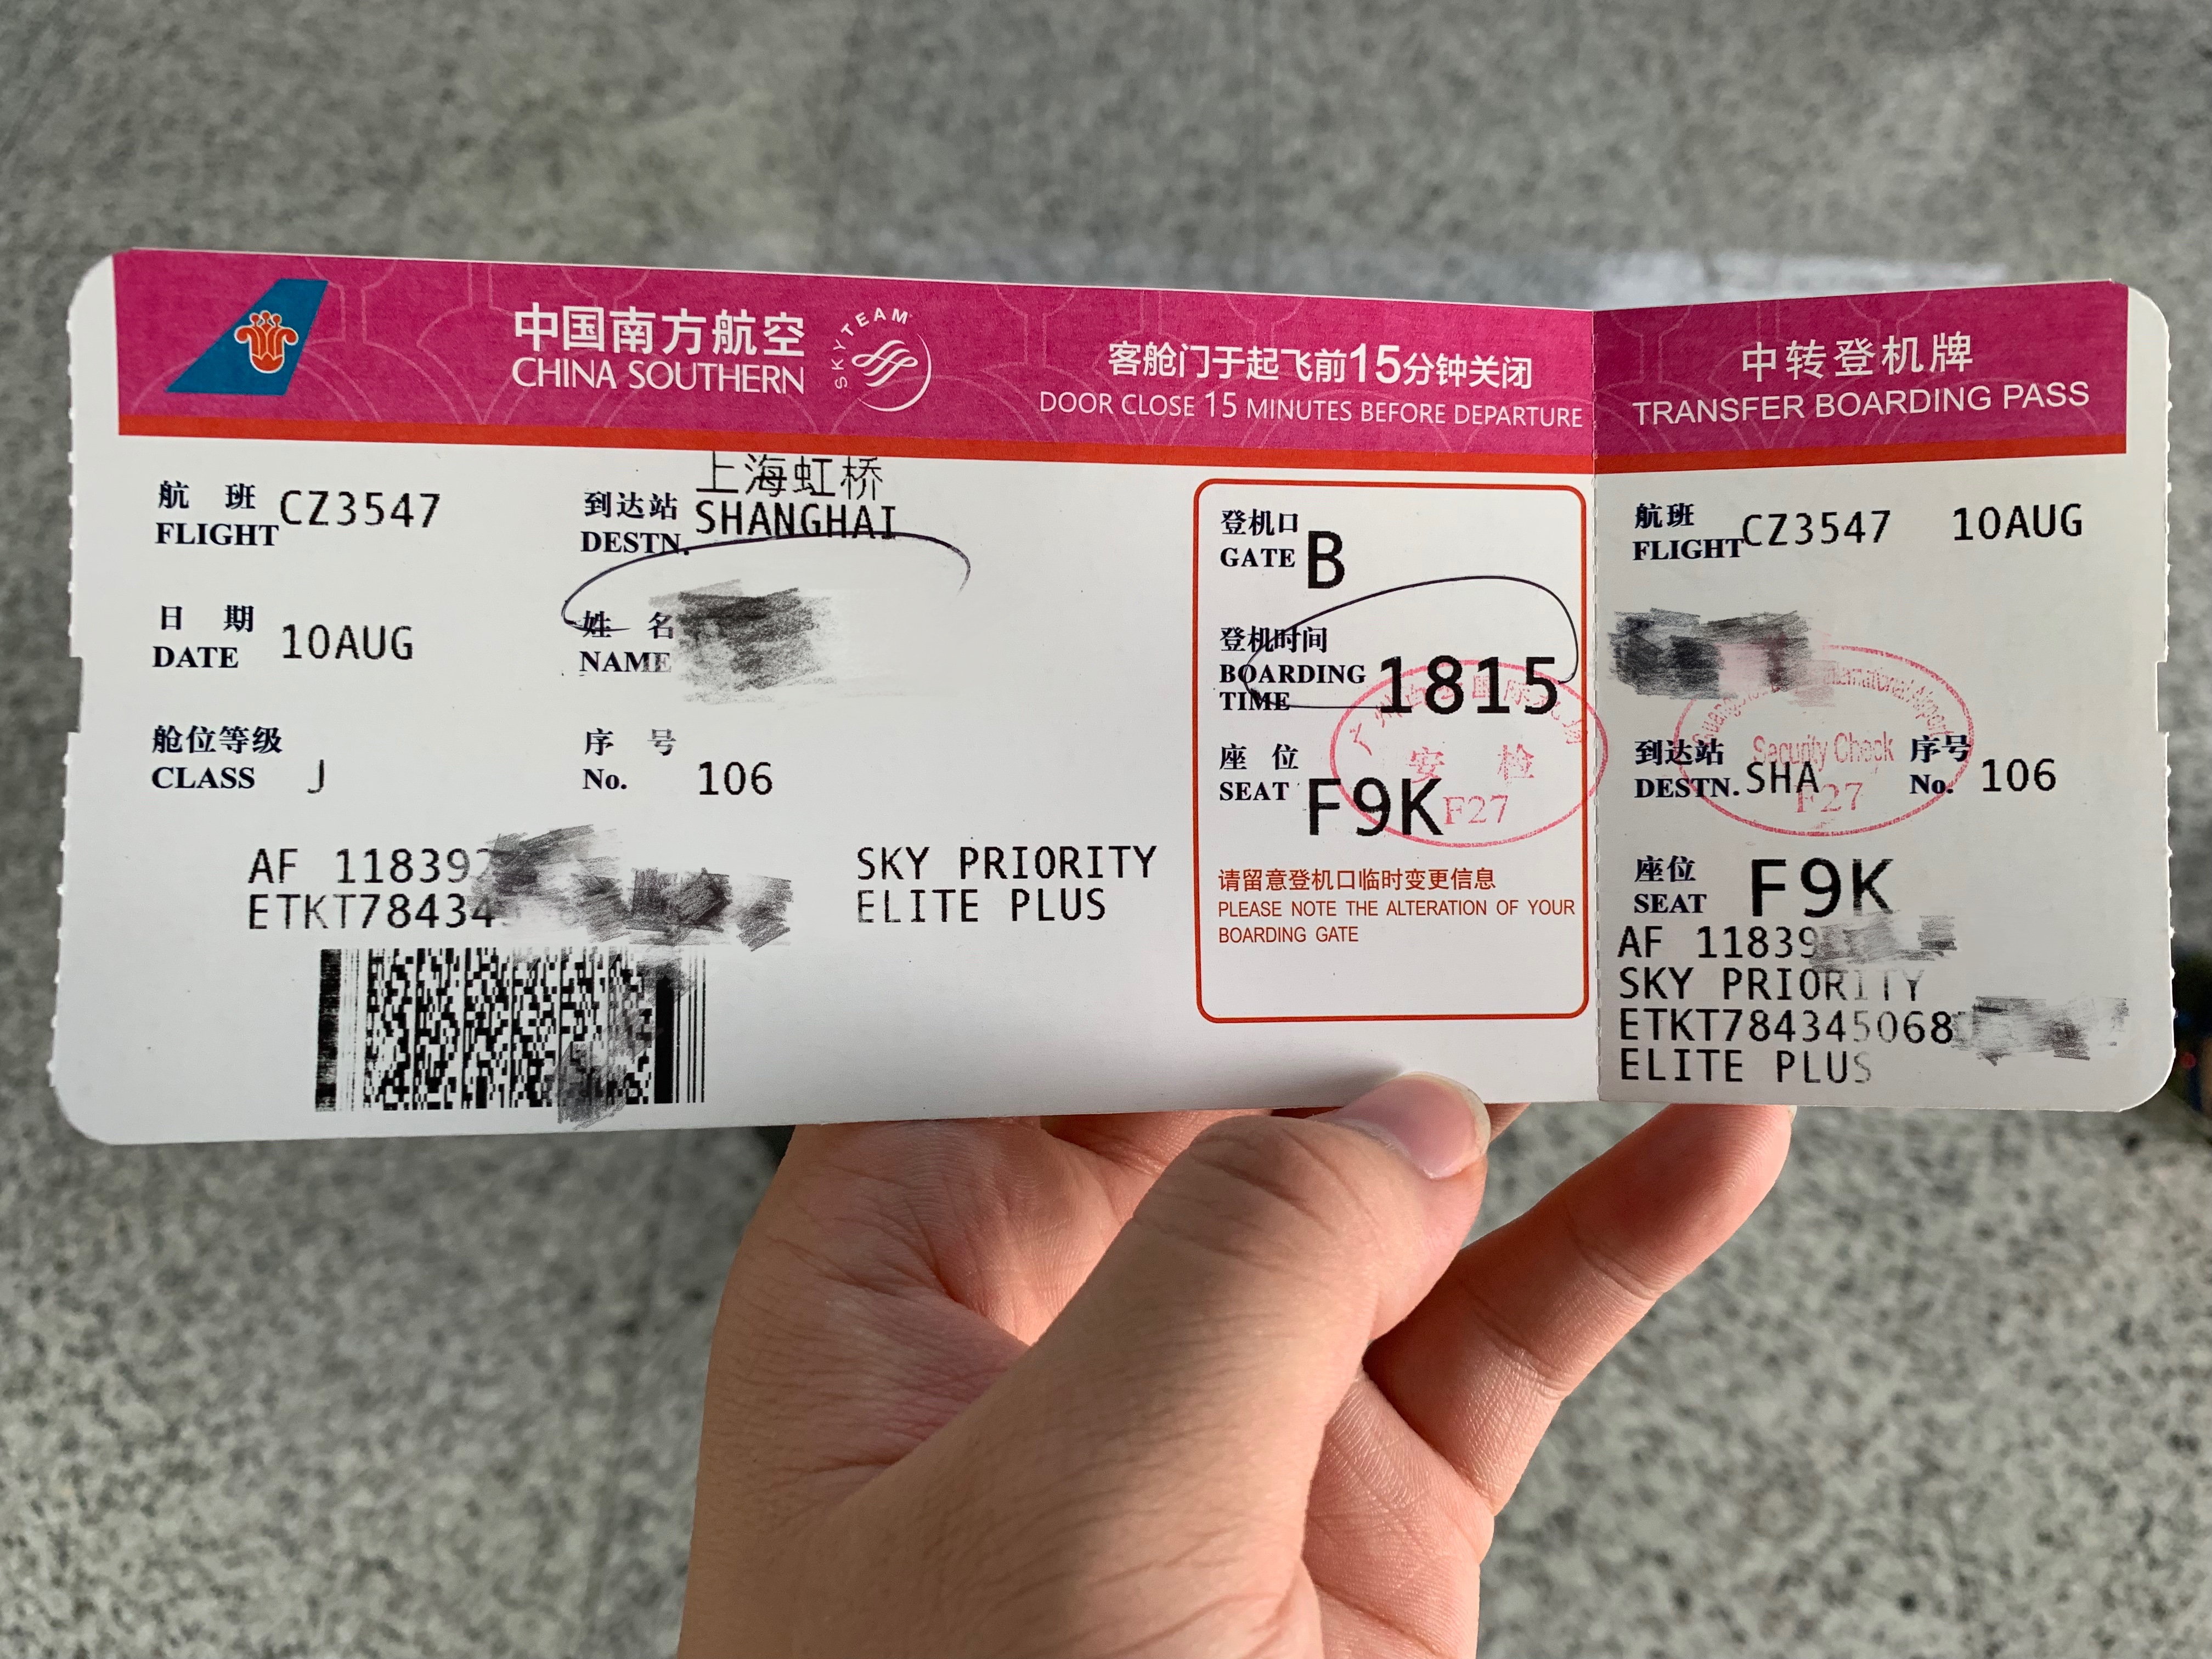 中国南方航空
CHINA SOUTHERN
SKYTEAM
客舱门于起飞前15分钟关闭
DOOR CLOSE 15 MINUTES BEFORE DEPARTURE
中转登机牌
TRANSFER BOARDING PASS
航 班
FLIGHT CZ3547
上海虹桥
到达站
DESTN. SHANGHAI
日 期
DATE 10AUG
姓 名
NAME
舱位等级
CLASS J
序 号
No. 106
AF 11839
ETKT78434
SKY PRIORITY
ELITE PLUS
登机口
GATE B
登机时间
BOARDING
TIME 1815
座 位
SEAT F9K
安 检
F27
请留意登机口临时变更信息
PLEASE NOTE THE ALTERATION OF YOUR
BOARDING GATE
航班
FLIGHT CZ3547 10AUG
International Airport
Security Check
F27
到达站
DESTN. SHA
序号
No. 106
座位
SEAT F9K
AF 11839
SKY PRIORITY
ETKT784345068
ELITE PLUS